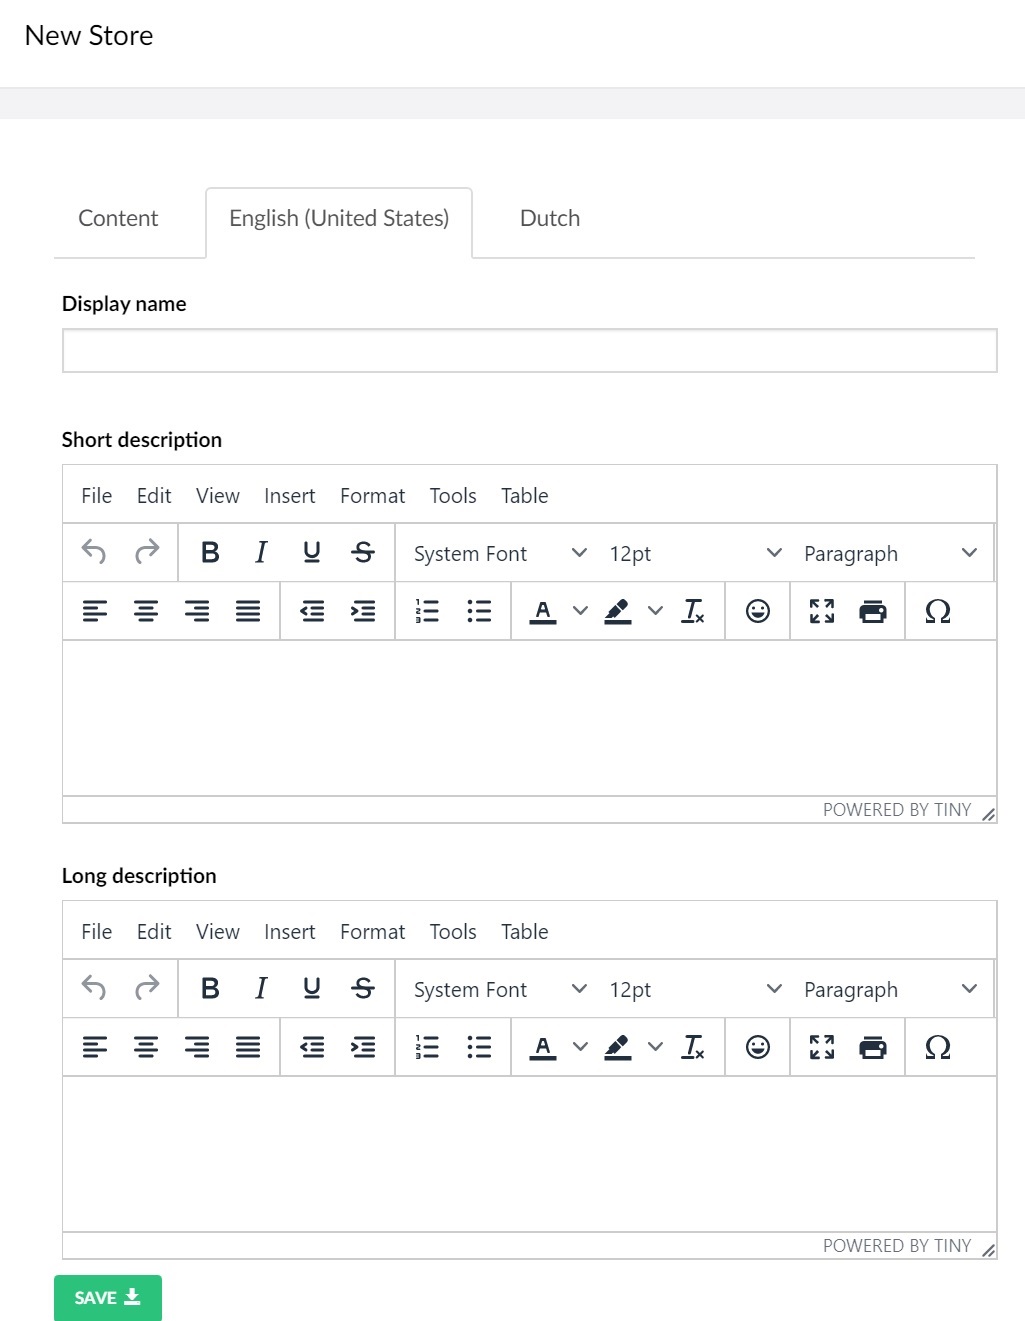 New Store
Content English (United States) Dutch
Display name
Short description
File Edit View Insert Format Tools Table
B I U S System Font 12pt Paragraph
A Ω
POWERED BY TINY
Long description
File Edit View Insert Format Tools Table
B I U S System Font 12pt Paragraph
A Ω
POWERED BY TINY
SAVE